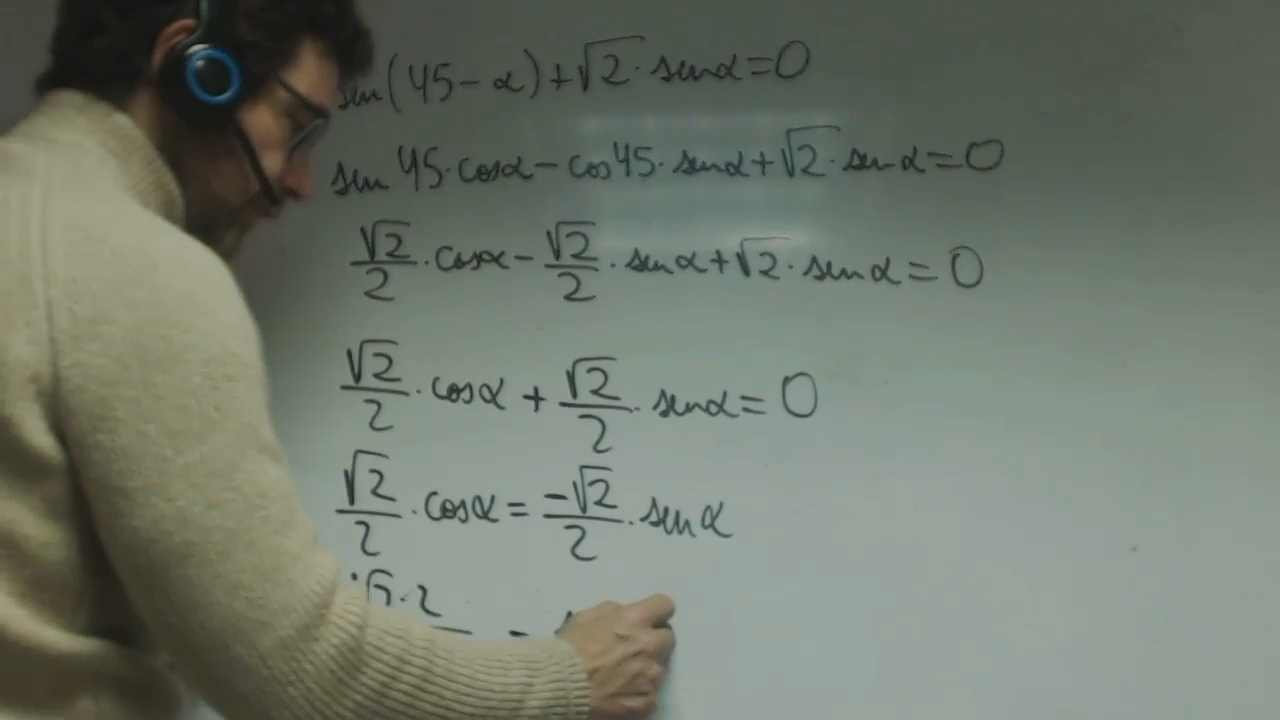 sen(45-α)+√2·senα=0
sen 45·cosα-cos45·senα+√2·senα=0
√2/2·cosα-√2/2·senα+√2·senα=0
√2/2·cosα+√2/2·senα=0
√2/2·cosα=-√2/2·senα